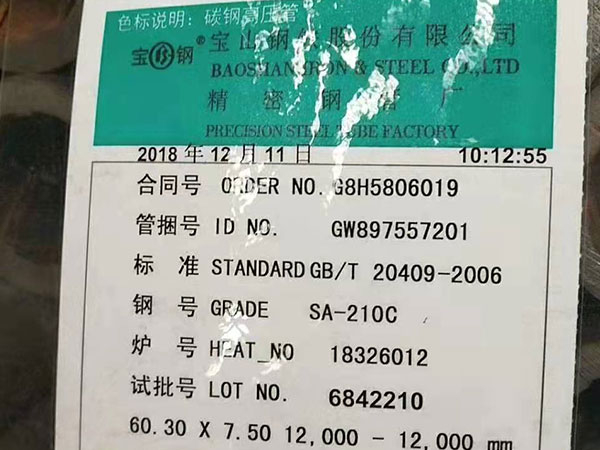 色标说明：碳钢高压管
宝钢® 宝山钢铁股份有限公司
BAOSHAN IRON & STEEL CO.,LTD
精密钢管厂
PRECISION STEEL TUBE FACTORY
2018 年 12 月 11 日 10:12:55
合同号 ORDER NO. G8H5806019
管捆号 ID NO. GW897557201
标 准 STANDARD GB/T 20409-2006
钢 号 GRADE SA-210C
炉 号 HEAT_NO 18326012
试批号 LOT NO. 6842210
60.30 X 7.50 12,000 - 12,000 mm